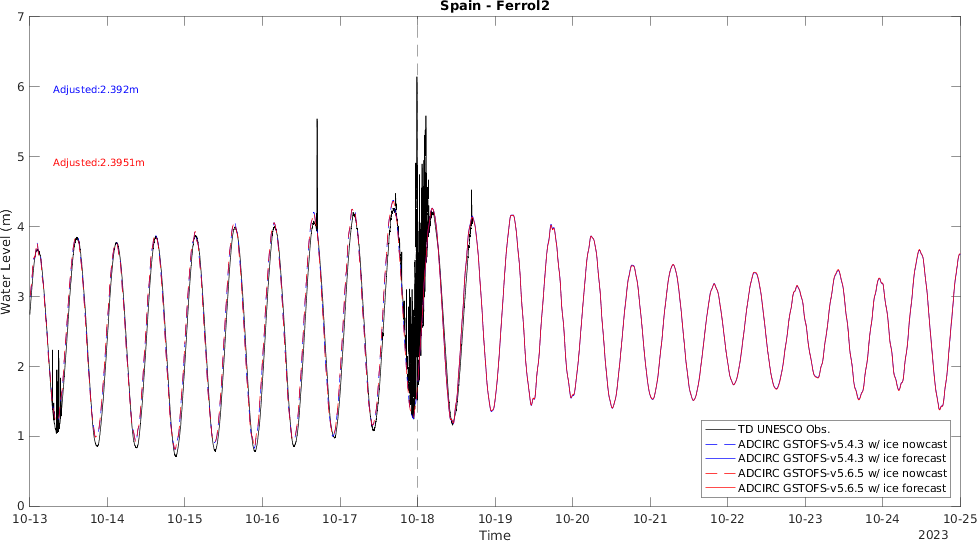 Spain - Ferrol2
7
6
5
4
3
2
1
0
Water Level (m)
Adjusted:2.392m
Adjusted:2.3951m
TD UNESCO Obs.
ADCIRC GSTOFS-v5.4.3 w/ ice nowcast
ADCIRC GSTOFS-v5.4.3 w/ ice forecast
ADCIRC GSTOFS-v5.6.5 w/ ice nowcast
ADCIRC GSTOFS-v5.6.5 w/ ice forecast
10-13 10-14 10-15 10-16 10-17 10-18 10-19 10-20 10-21 10-22 10-23 10-24 10-25
Time
2023